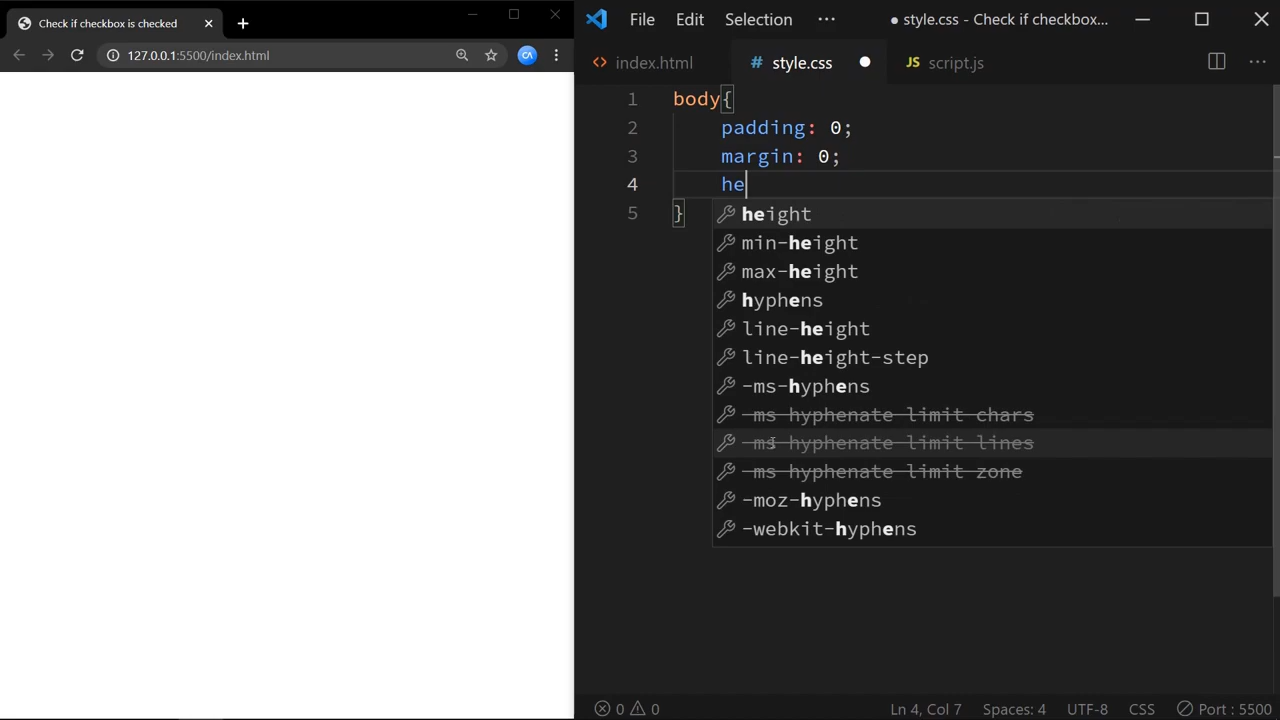 Check if checkbox is checked
127.0.0.1:5500/index.html
File Edit Selection ··· ● style.css - Check if checkbox...
<> index.html # style.css ● JS script.js ···
1 body{
2 padding: 0;
3 margin: 0;
4 he
5 }
height
min-height
max-height
hyphens
line-height
line-height-step
-ms-hyphens
-ms-hyphenate-limit-chars
-ms-hyphenate-limit-lines
-ms-hyphenate-limit-zone
-moz-hyphens
-webkit-hyphens
0 0 Ln 4, Col 7 Spaces: 4 UTF-8 CSS Port : 5500